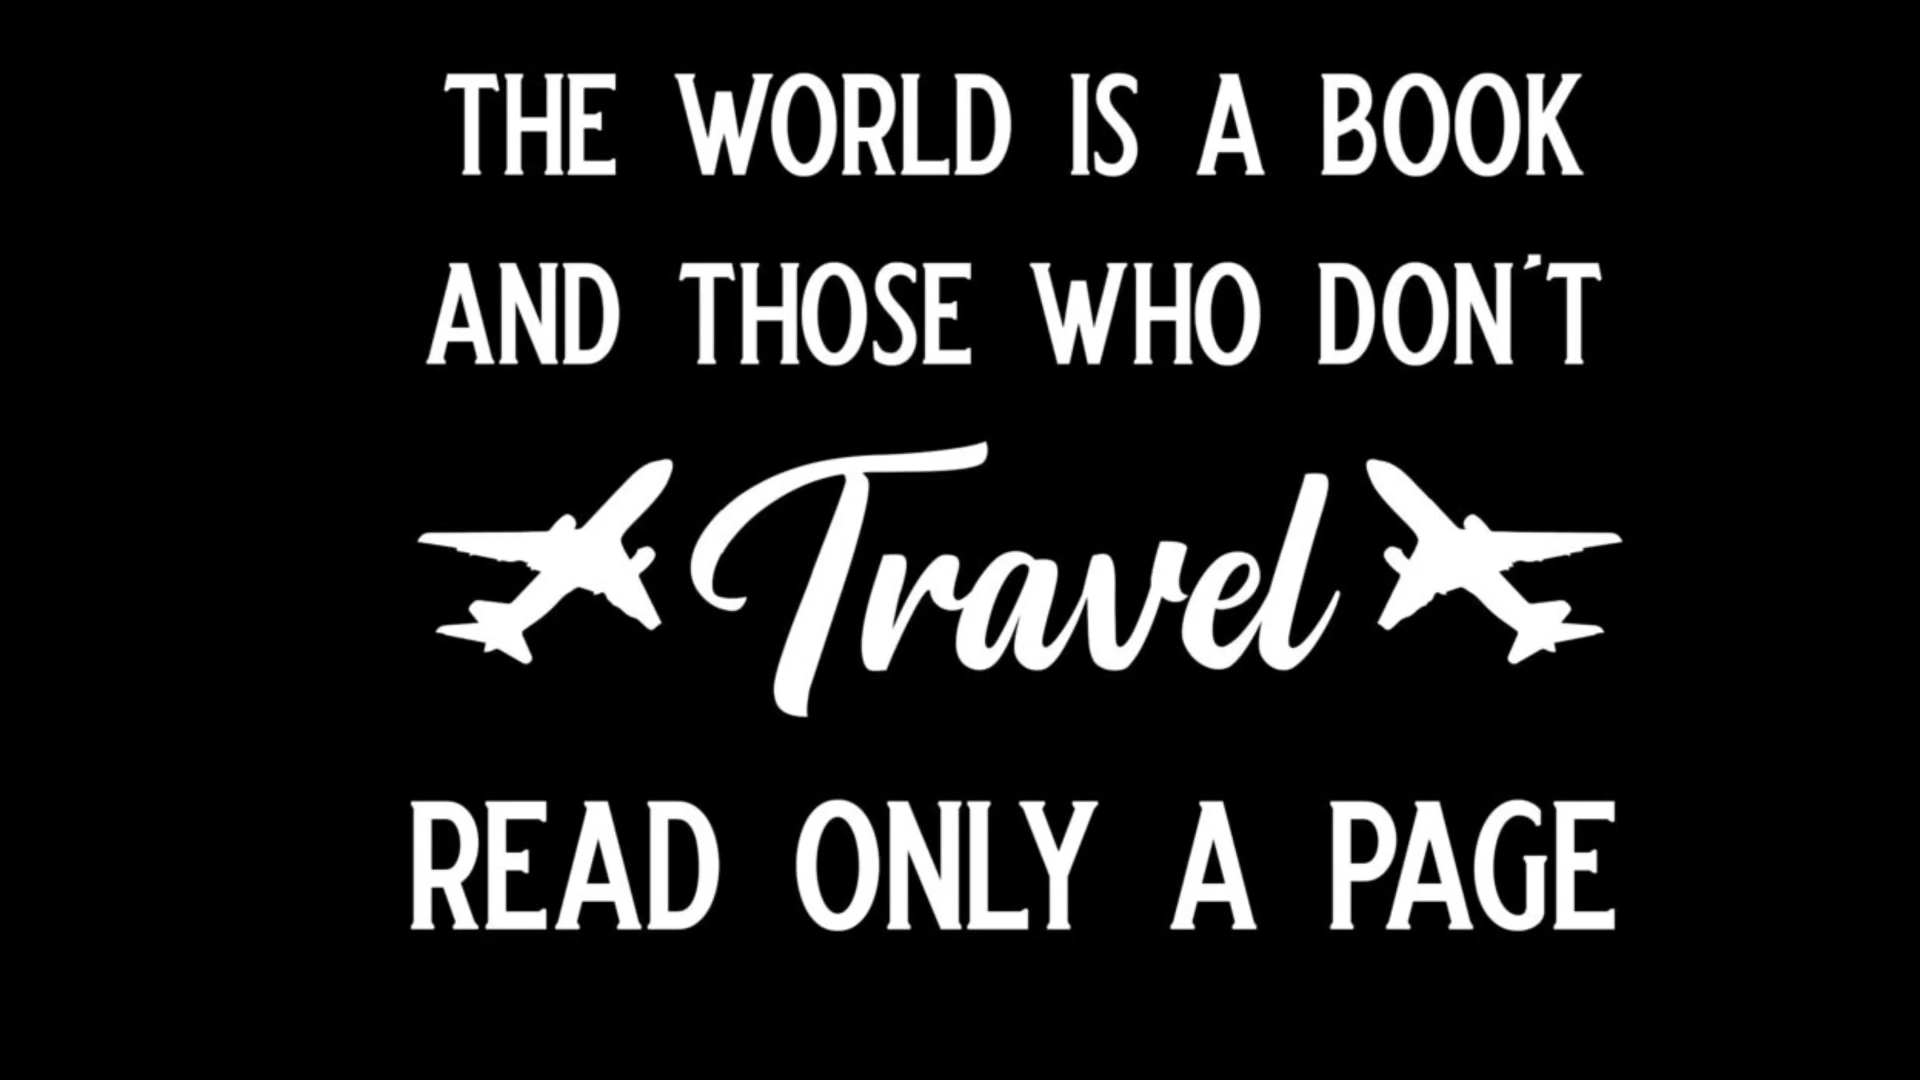 THE WORLD IS A BOOK
AND THOSE WHO DON'T
Travel
READ ONLY A PAGE